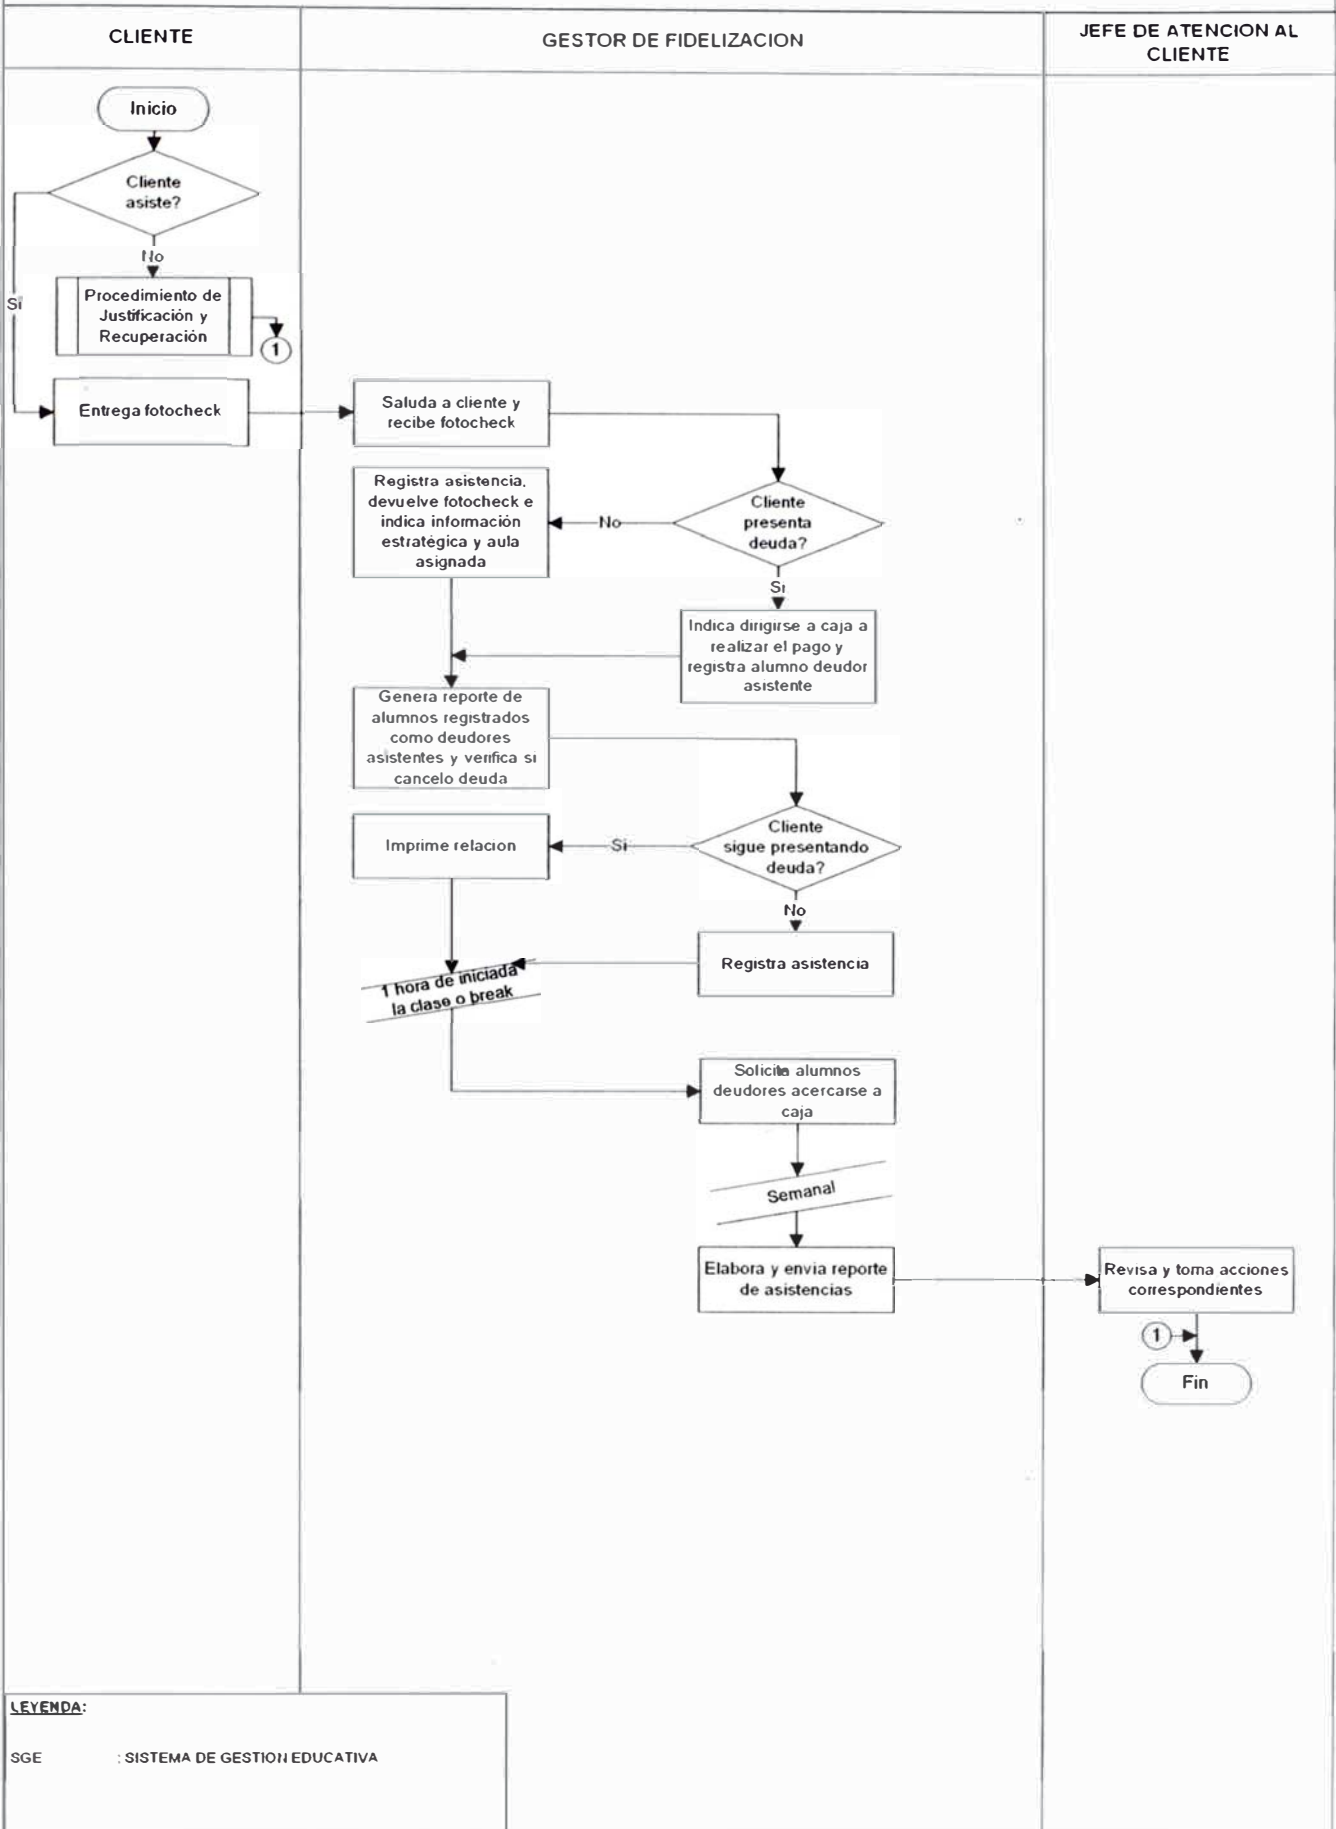 CLIENTE
GESTOR DE FIDELIZACION
JEFE DE ATENCION AL
CLIENTE
Inicio
Cliente
asiste?
No
Si
Procedimiento de
Justificación y
Recuperación
1
Entrega fotocheck
Saluda a cliente y
recibe fotocheck
Registra asistencia,
devuelve fotocheck e
indica información
estratégica y aula
asignada
No
Cliente
presenta
deuda?
Si
Indica dirigirse a caja a
realizar el pago y
registra alumno deudor
asistente
Genera reporte de
alumnos registrados
como deudores
asistentes y verifica si
cancelo deuda
Imprime relacion
Si
Cliente
sigue presentando
deuda?
No
Registra asistencia
1 hora de iniciada
la clase o break
Solicita alumnos
deudores acercarse a
caja
Semanal
Elabora y envia reporte
de asistencias
Revisa y toma acciones
correspondientes
1
Fin
LEYENDA:
SGE : SISTEMA DE GESTION EDUCATIVA